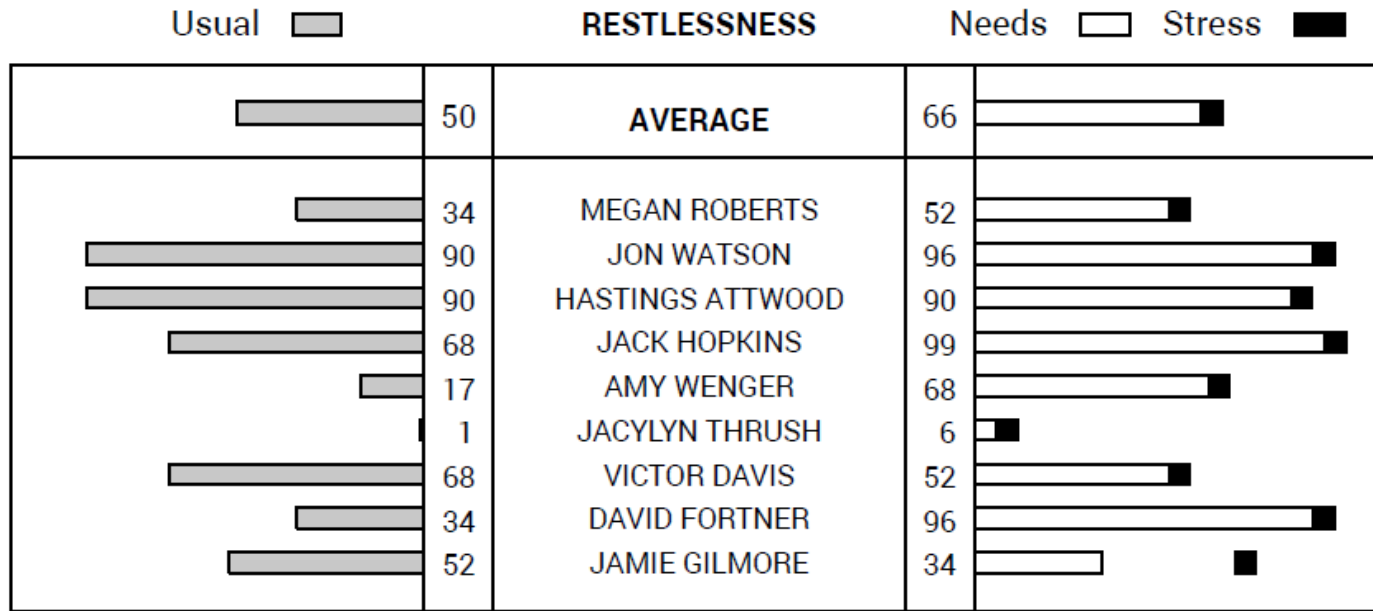 Usual RESTLESSNESS Needs Stress
50 AVERAGE 66
34 MEGAN ROBERTS 52
90 JON WATSON 96
90 HASTINGS ATTWOOD 90
68 JACK HOPKINS 99
17 AMY WENGER 68
1 JACYLYN THRUSH 6
68 VICTOR DAVIS 52
34 DAVID FORTNER 96
52 JAMIE GILMORE 34